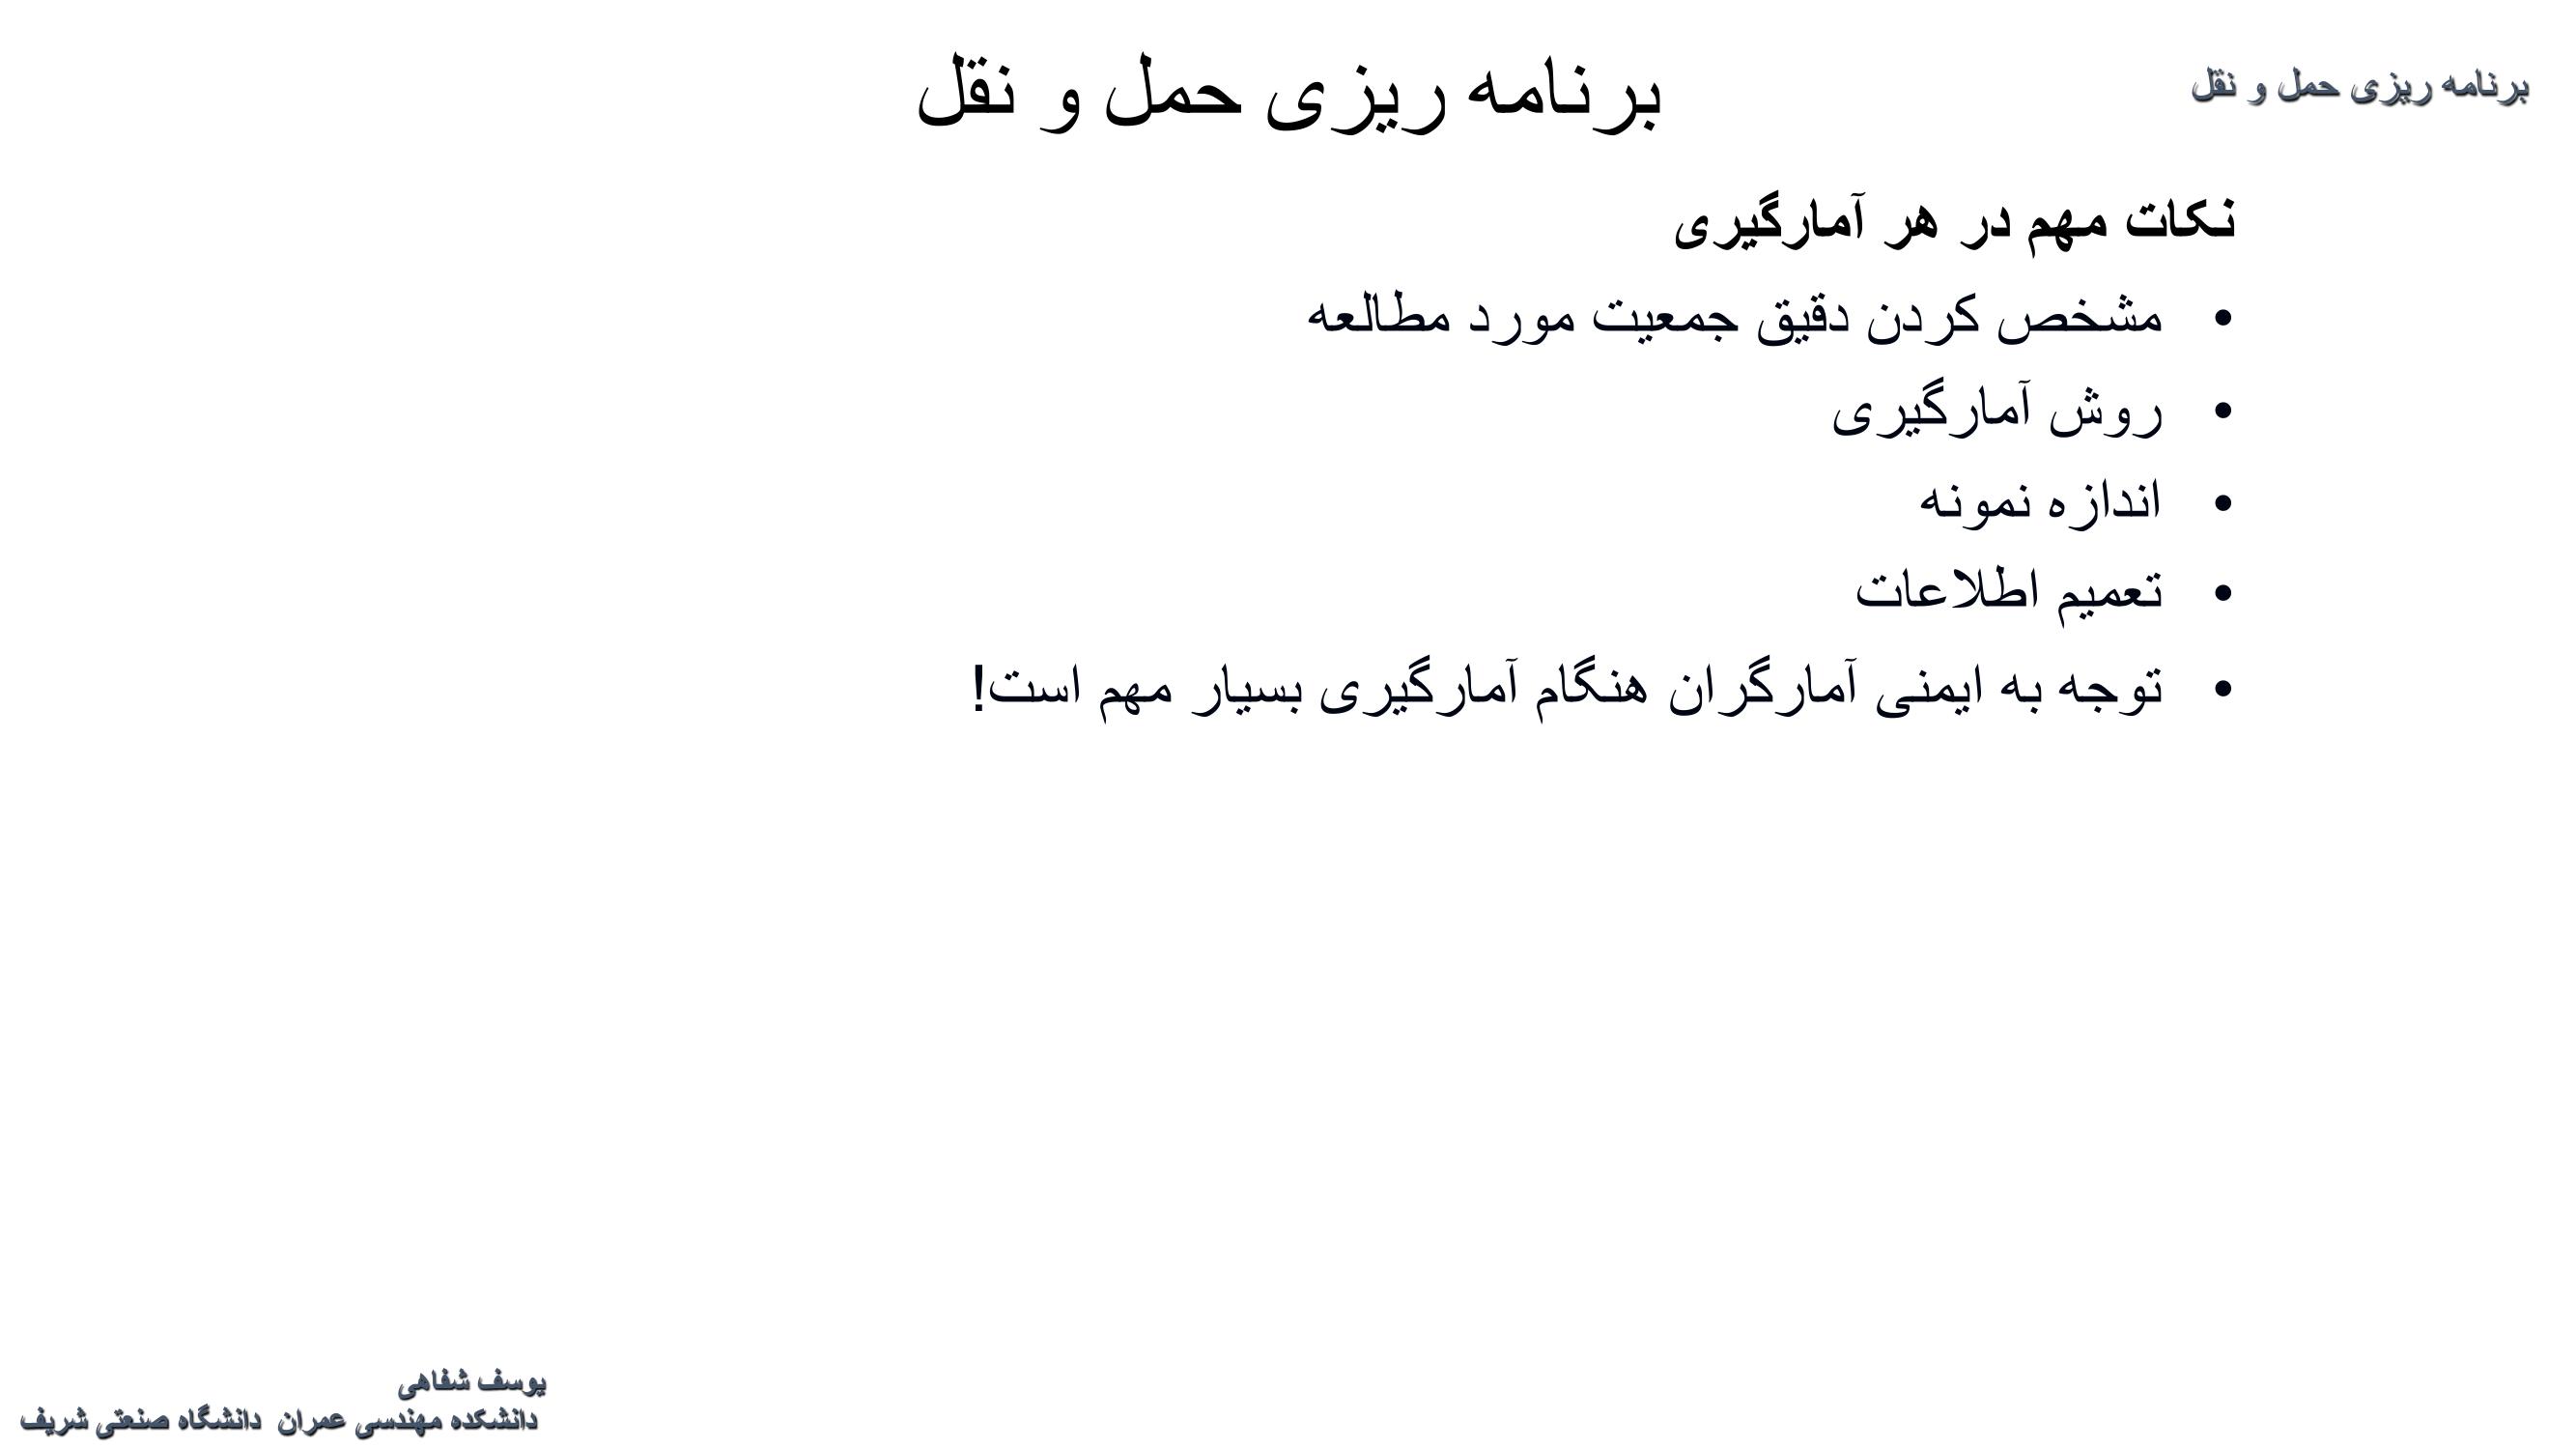 برنامه ریزی حمل و نقل
برنامه ریزی حمل و نقل
نکات مهم در هر آمارگیری
• مشخص کردن دقیق جمعیت مورد مطالعه
• روش آمارگیری
• اندازه نمونه
• تعمیم اطلاعات
• توجه به ایمنی آمارگران هنگام آمارگیری بسیار مهم است!
یوسف شفاهی
دانشکده مهندسی عمران دانشگاه صنعتی شریف